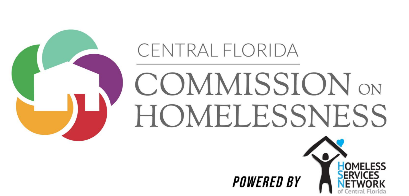 CENTRAL FLORIDA
COMMISSION ON
HOMELESSNESS
POWERED BY
HOMELESS
SERVICES
NETWORK
of Central Florida